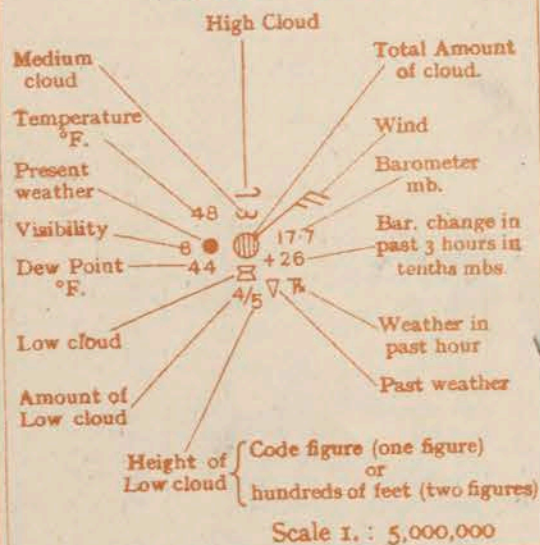 High Cloud
Medium
cloud
Total Amount
of cloud.
Temperature
°F.
Wind
Present
weather
Barometer
mb.
48
Visibility
6
17.7
Bar. change in
past 3 hours in
tenths mbs.
Dew Point
°F.
44
+26
4/5
Low cloud
Weather in
past hour
Amount of
Low cloud
Past weather
Height of
Low cloud
Code figure (one figure)
or
hundreds of feet (two figures)
Scale 1. : 5,000,000